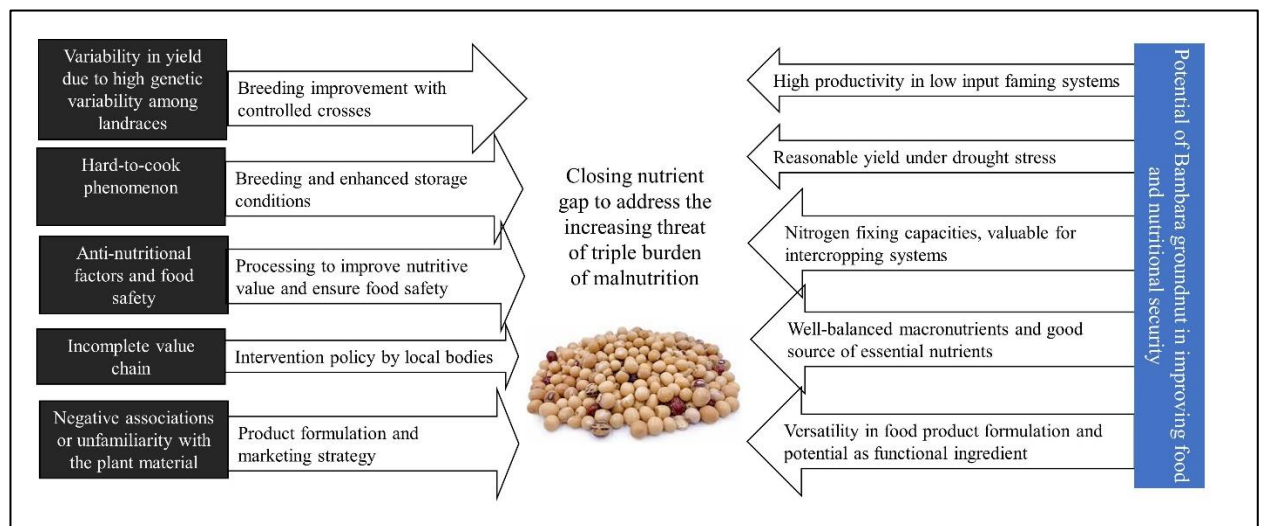 Variability in yield
due to high genetic
variability among
landraces
Breeding improvement with
controlled crosses
Hard-to-cook
phenomenon
Breeding and enhanced storage
conditions
Anti-nutritional
factors and food
safety
Processing to improve nutritive
value and ensure food safety
Incomplete value
chain
Intervention policy by local bodies
Negative associations
or unfamiliarity with
the plant material
Product formulation and
marketing strategy
Closing nutrient
gap to address the
increasing threat
of triple burden
of malnutrition
High productivity in low input faming systems
Reasonable yield under drought stress
Nitrogen fixing capacities, valuable for
intercropping systems
Well-balanced macronutrients and good
source of essential nutrients
Versatility in food product formulation and
potential as functional ingredient
Potential of Bambara groundnut in improving food
and nutritional security